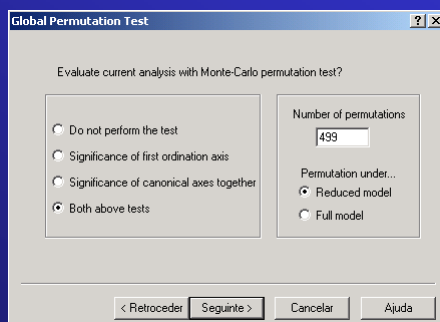 Global Permutation Test
Evaluate current analysis with Monte-Carlo permutation test?
Do not perform the test
Significance of first ordination axis
Significance of canonical axes together
Both above tests
Number of permutations
499
Permutation under...
Reduced model
Full model
< Retroceder
Seguinte >
Cancelar
Ajuda